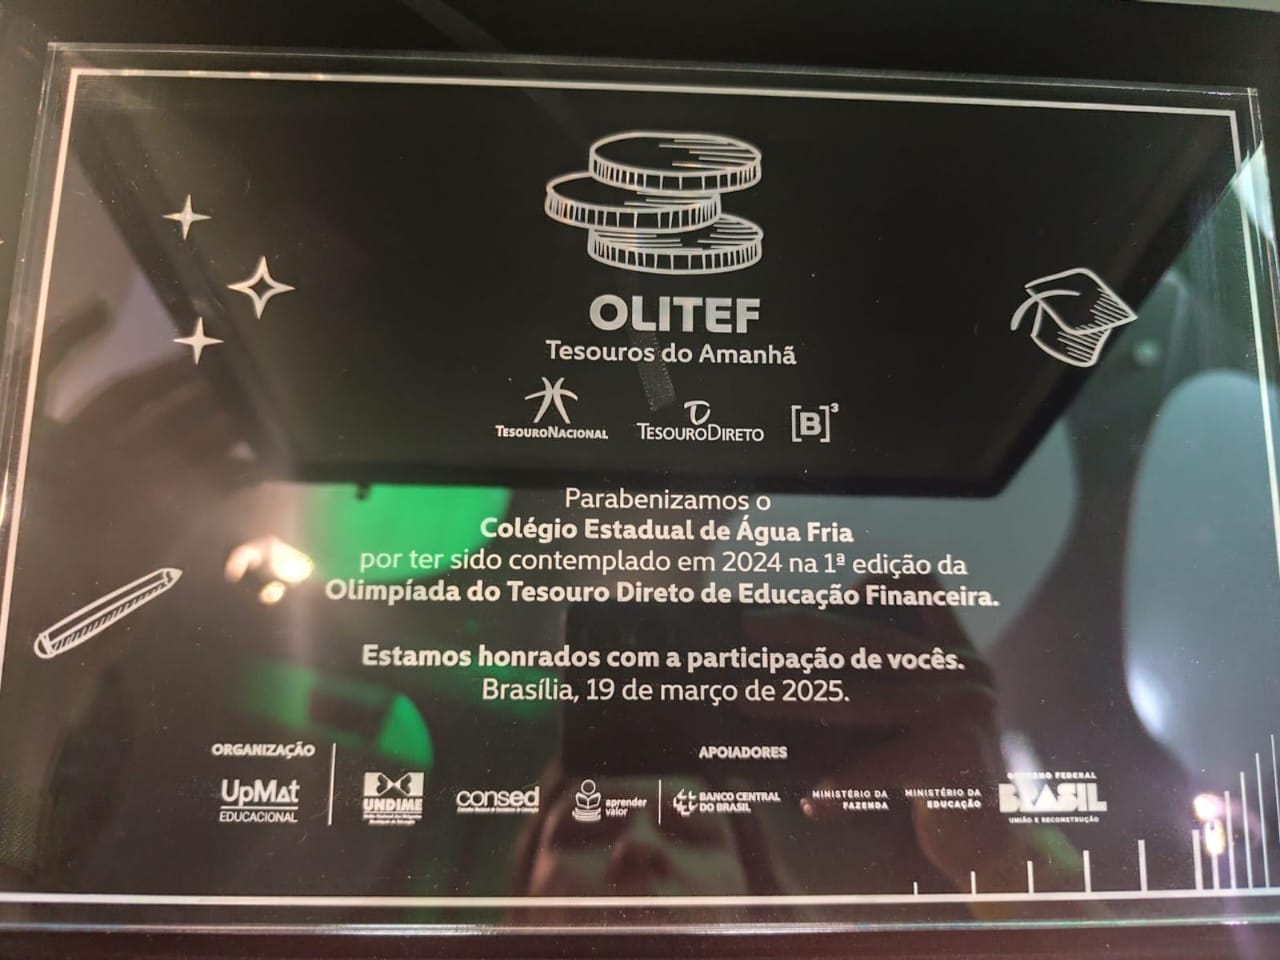 OLITEF
Tesouros do Amanhã
TESOURONACIONAL
TESOURODIRETO
[B]³
Parabenizamos o
Colégio Estadual de Água Fria
por ter sido contemplado em 2024 na 1ª edição da
Olimpíada do Tesouro Direto de Educação Financeira.
Estamos honrados com a participação de vocês.
Brasília, 19 de março de 2025.
ORGANIZAÇÃO
APOIADORES
UpMat
EDUCACIONAL
UNDIME
consed
aprender
valor
BANCO CENTRAL
DO BRASIL
MINISTÉRIO DA
FAZENDA
MINISTÉRIO DA
EDUCAÇÃO
GOVERNO FEDERAL
BRASIL
UNIÃO E RECONSTRUÇÃO